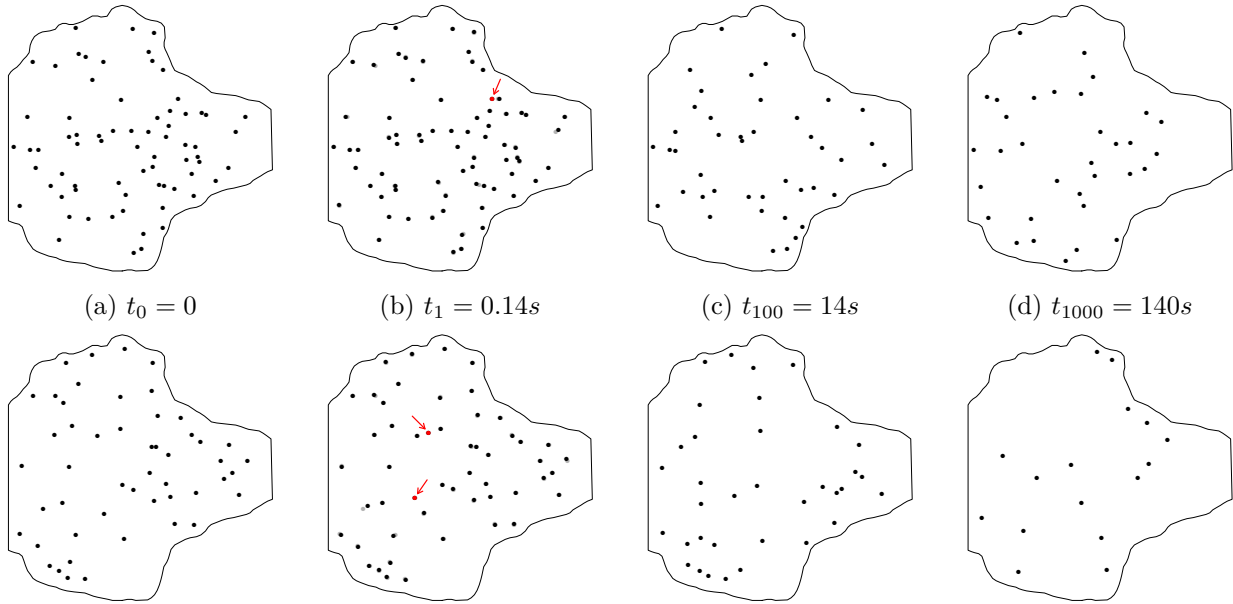 (a) t₀ = 0
(b) t₁ = 0.14s
(c) t₁₀₀ = 14s
(d) t₁₀₀₀ = 140s